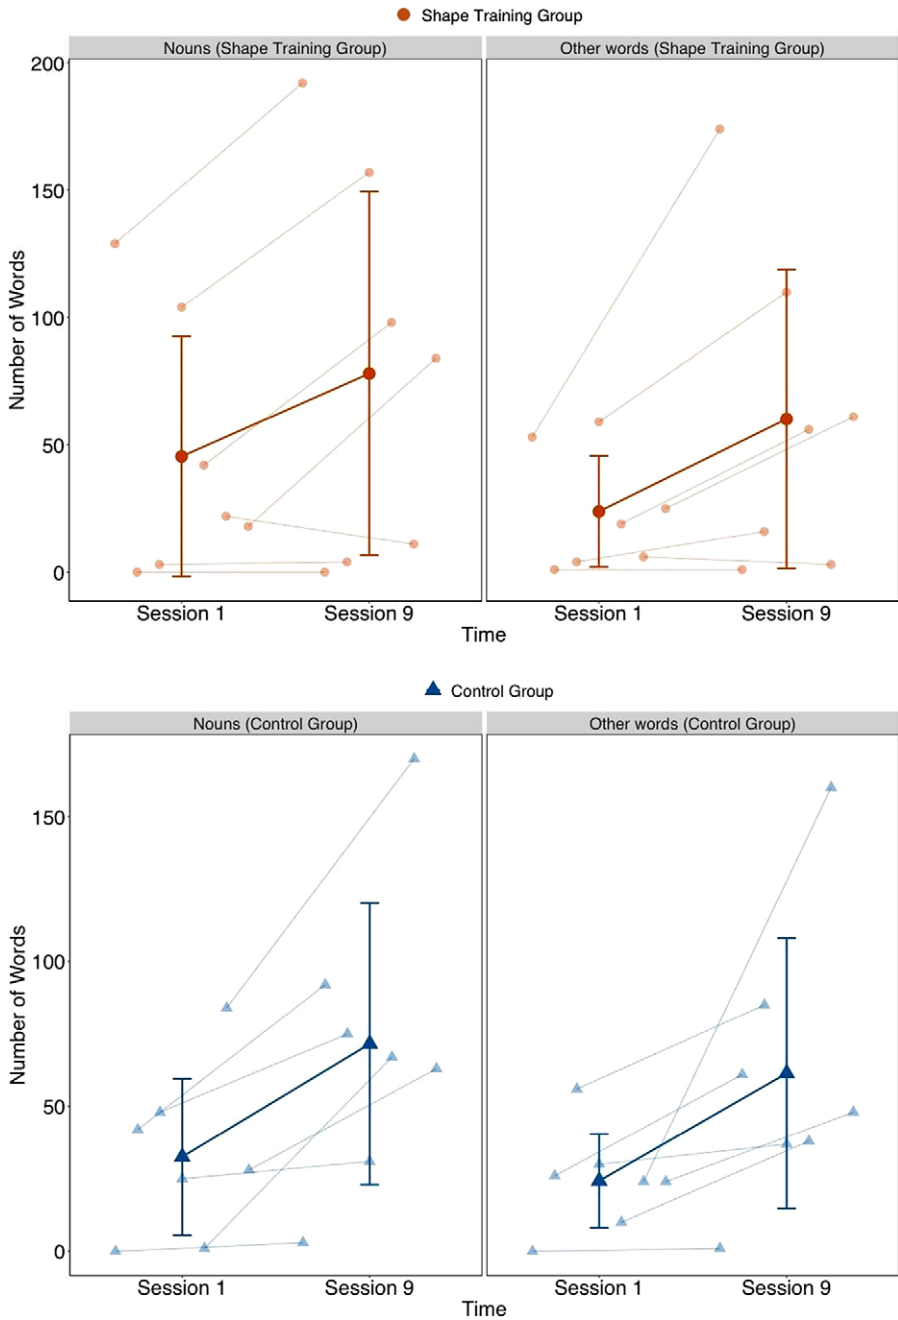 Shape Training Group
Nouns (Shape Training Group) Other words (Shape Training Group)
200
150
100
50
0
Number of Words
Session 1 Session 9 Session 1 Session 9
Time
Control Group
Nouns (Control Group) Other words (Control Group)
150
100
50
0
Number of Words
Session 1 Session 9 Session 1 Session 9
Time